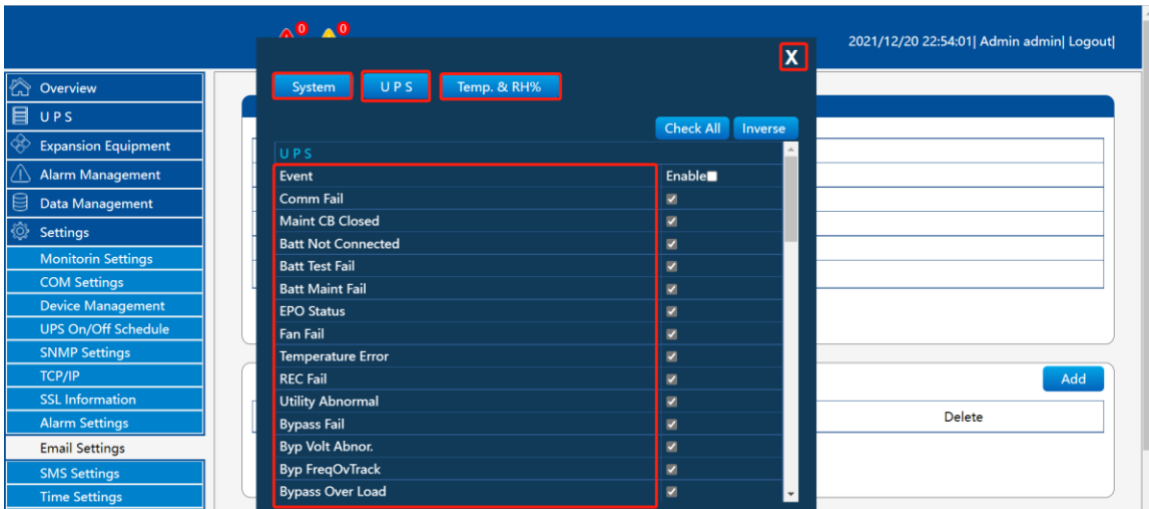 0 0
2021/12/20 22:54:01| Admin admin| Logout|
X
System UPS Temp. & RH%
Check All Inverse
Overview
UPS
Expansion Equipment
Alarm Management
Data Management
Settings
Monitorin Settings
COM Settings
Device Management
UPS On/Off Schedule
SNMP Settings
TCP/IP
SSL Information
Alarm Settings
Email Settings
SMS Settings
Time Settings
UPS
Event Enable
Comm Fail
Maint CB Closed
Batt Not Connected
Batt Test Fail
Batt Maint Fail
EPO Status
Fan Fail
Temperature Error
REC Fail
Utility Abnormal
Bypass Fail
Byp Volt Abnor.
Byp FreqOvTrack
Bypass Over Load
Add
Delete